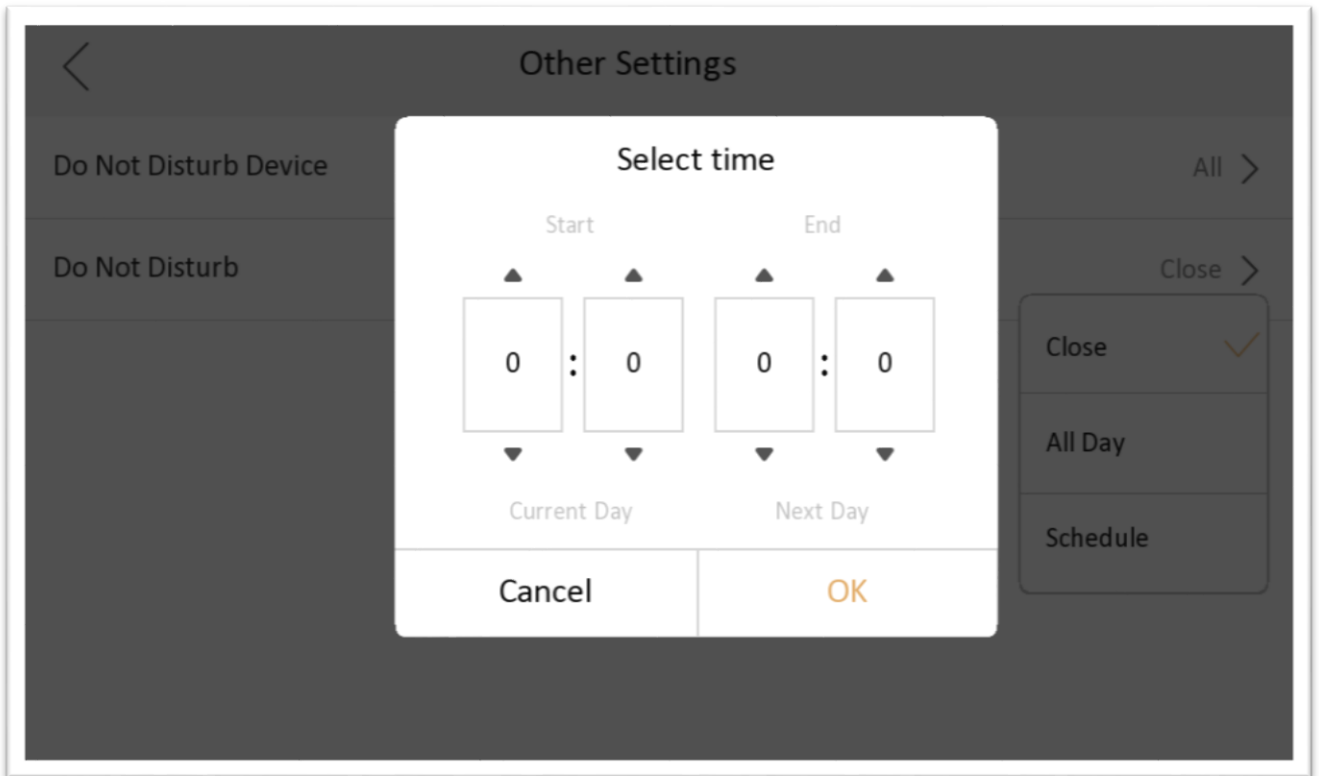 Other Settings
Do Not Disturb Device
All
Do Not Disturb
Close
Select time
Start
End
0 : 0
0 : 0
Current Day
Next Day
Cancel
OK
Close
All Day
Schedule